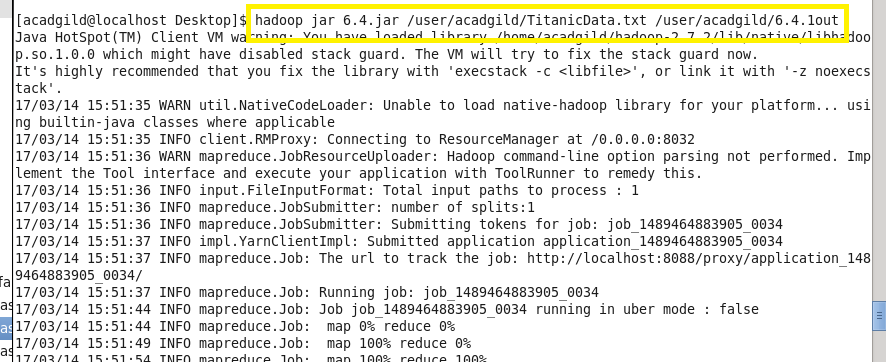 [acadgild@localhost Desktop]$ hadoop jar 6.4.jar /user/acadgild/TitanicData.txt /user/acadgild/6.4.1out
Java HotSpot(TM) Client VM warning: You have loaded library /home/acadgild/hadoop-2.7.2/lib/native/libhadoo
p.so.1.0.0 which might have disabled stack guard. The VM will try to fix the stack guard now.
It's highly recommended that you fix the library with 'execstack -c <libfile>', or link it with '-z noexecs
tack'.
17/03/14 15:51:35 WARN util.NativeCodeLoader: Unable to load native-hadoop library for your platform... usi
ng builtin-java classes where applicable
17/03/14 15:51:35 INFO client.RMProxy: Connecting to ResourceManager at /0.0.0.0:8032
17/03/14 15:51:36 WARN mapreduce.JobResourceUploader: Hadoop command-line option parsing not performed. Imp
lement the Tool interface and execute your application with ToolRunner to remedy this.
17/03/14 15:51:36 INFO input.FileInputFormat: Total input paths to process : 1
17/03/14 15:51:36 INFO mapreduce.JobSubmitter: number of splits:1
17/03/14 15:51:36 INFO mapreduce.JobSubmitter: Submitting tokens for job: job_1489464883905_0034
17/03/14 15:51:37 INFO impl.YarnClientImpl: Submitted application application_1489464883905_0034
17/03/14 15:51:37 INFO mapreduce.Job: The url to track the job: http://localhost:8088/proxy/application_148
9464883905_0034/
17/03/14 15:51:37 INFO mapreduce.Job: Running job: job_1489464883905_0034
17/03/14 15:51:44 INFO mapreduce.Job: Job job_1489464883905_0034 running in uber mode : false
17/03/14 15:51:44 INFO mapreduce.Job:  map 0% reduce 0%
17/03/14 15:51:49 INFO mapreduce.Job:  map 100% reduce 0%
17/03/14 15:51:54 INFO mapreduce.Job:  map 100% reduce 100%